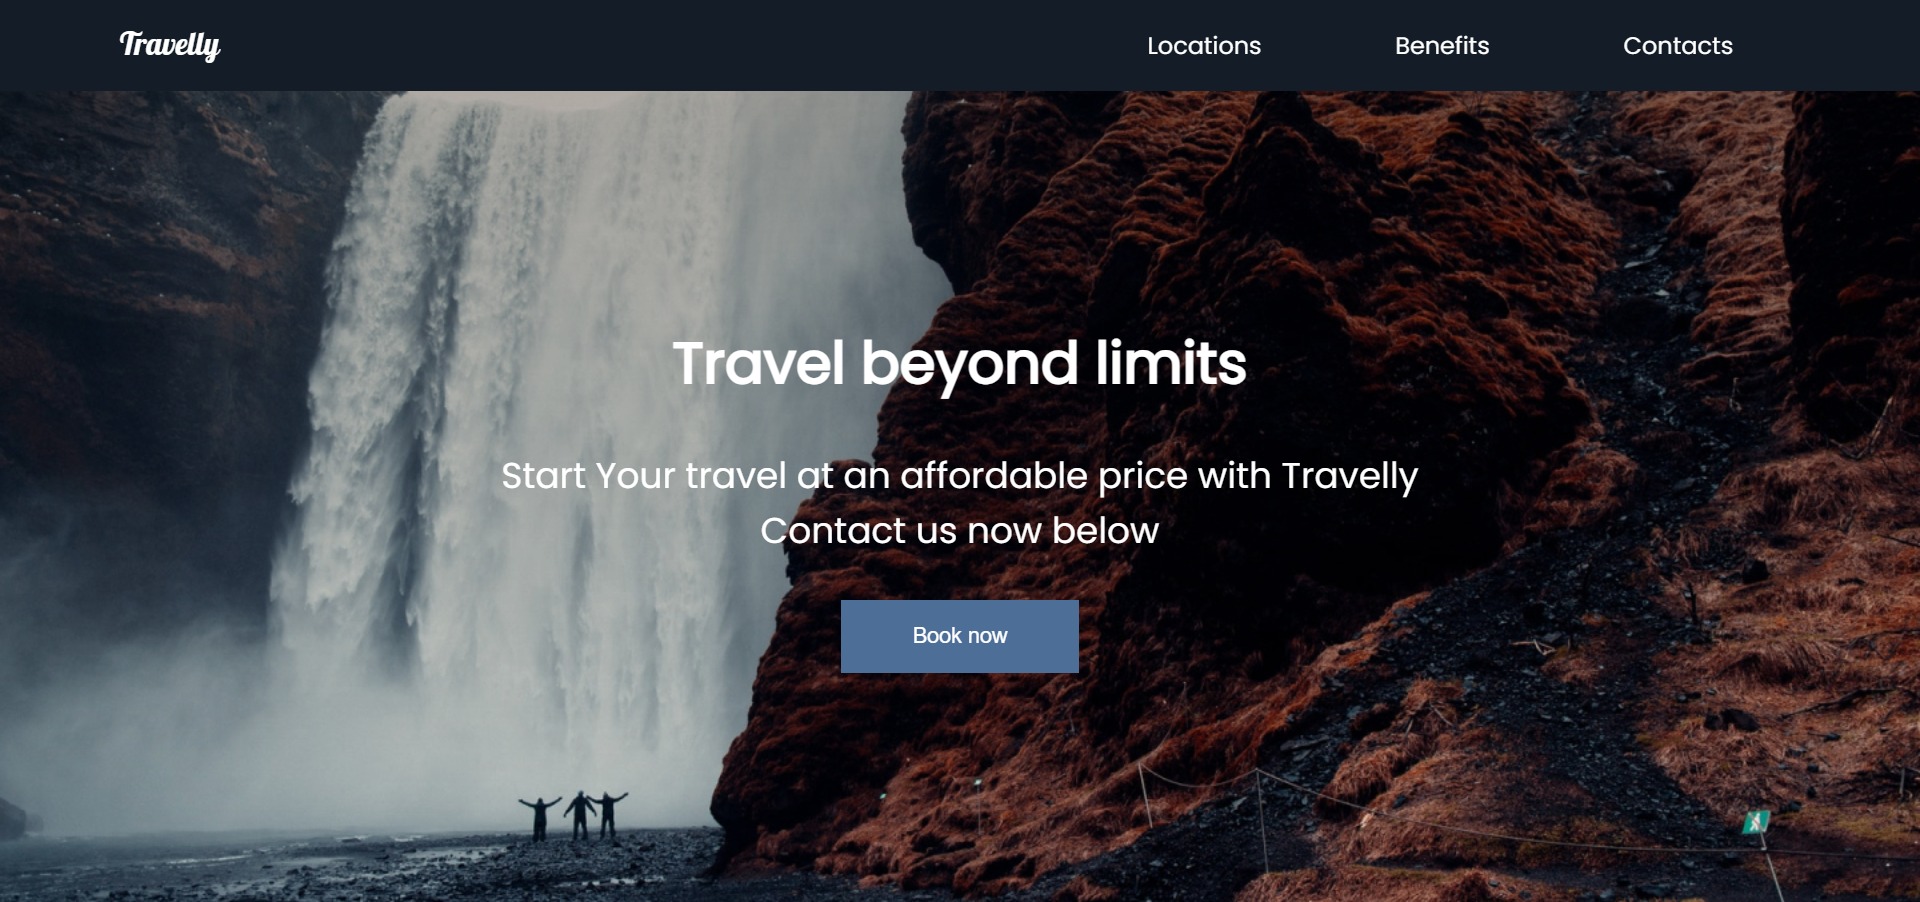 Travelly
Locations
Benefits
Contacts
Travel beyond limits
Start Your travel at an affordable price with Travelly
Contact us now below
Book now